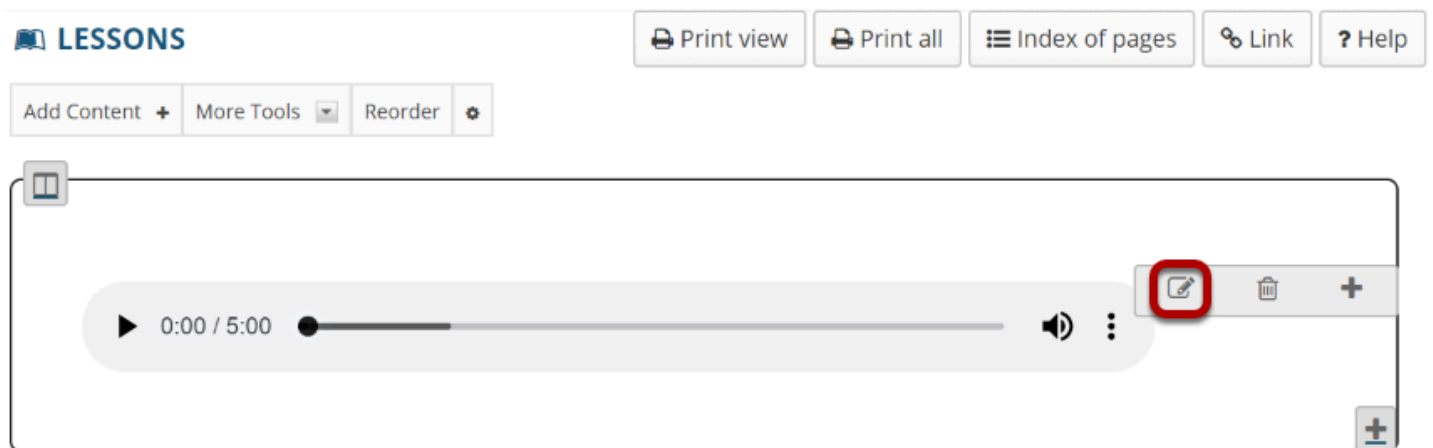 LESSONS Print view Print all Index of pages Link ? Help
Add Content + More Tools Reorder
0:00 / 5:00